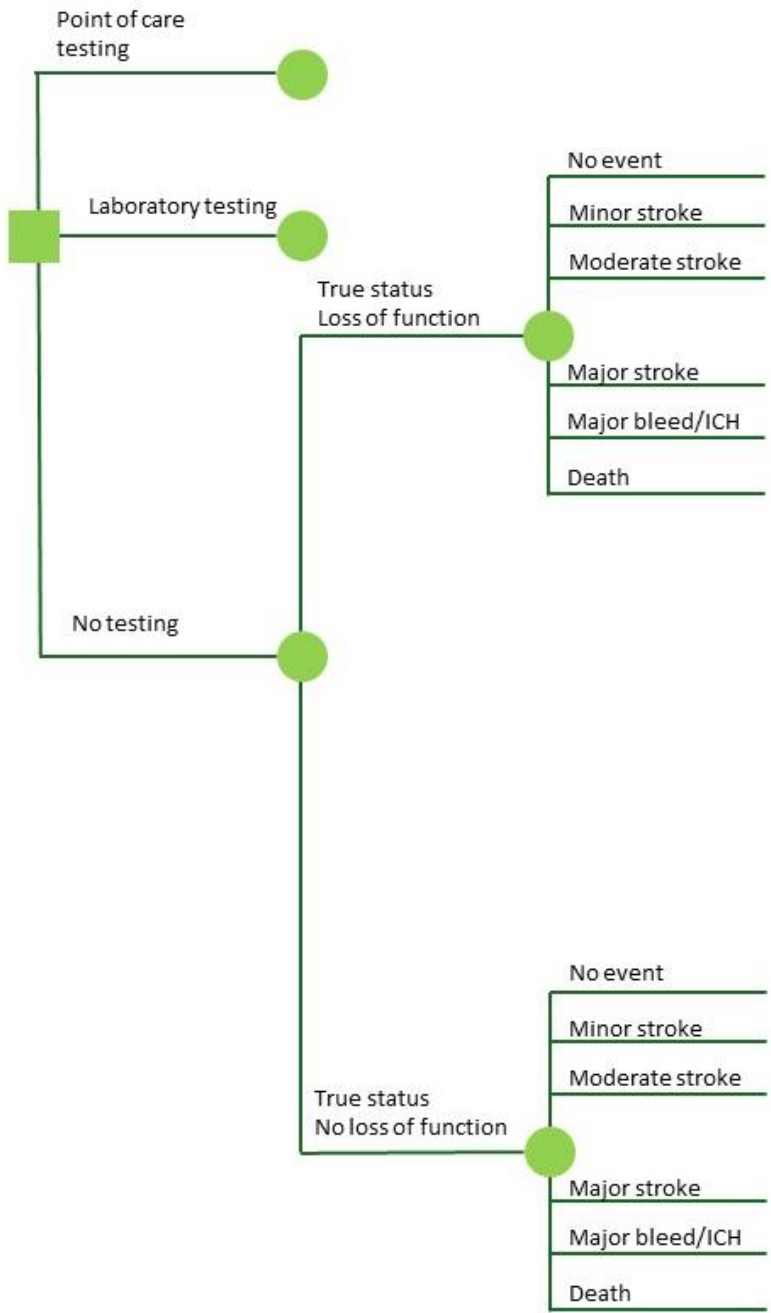 Point of care
testing
Laboratory testing
No event
Minor stroke
Moderate stroke
True status
Loss of function
Major stroke
Major bleed/ICH
Death
No testing
No event
Minor stroke
Moderate stroke
True status
No loss of function
Major stroke
Major bleed/ICH
Death